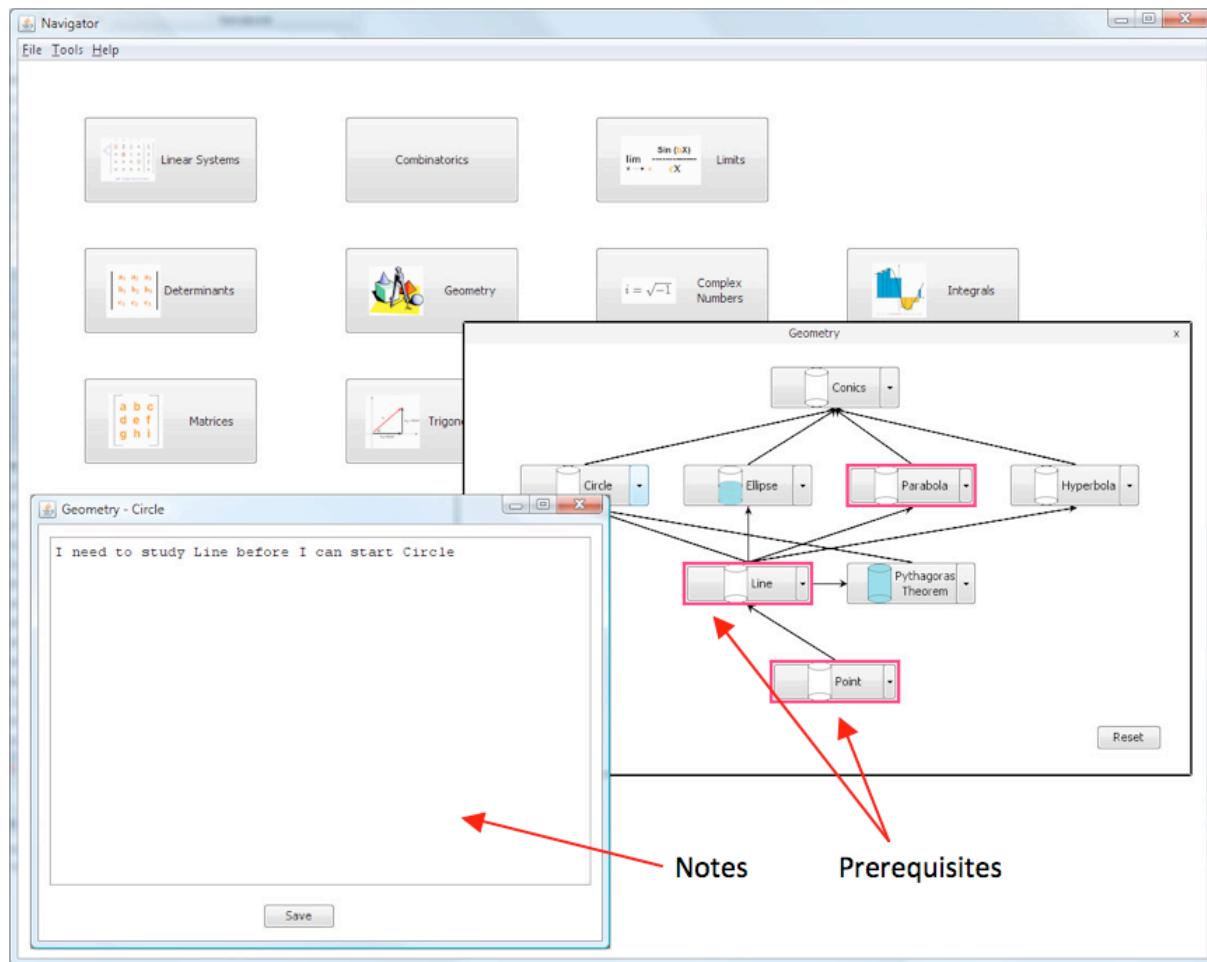 Navigator
File Tools Help
Linear Systems
Combinatorics
lim Sin (bX) cX
Limits
Determinants
Geometry
i = √-1
Complex
Numbers
Integrals
a b c
d e f
g h i
Matrices
Trigono
Geometry x
Conics
Circle
Ellipse
Parabola
Hyperbola
Line
Pythagoras
Theorem
Point
Reset
Geometry - Circle
I need to study Line before I can start Circle
Save
Notes
Prerequisites